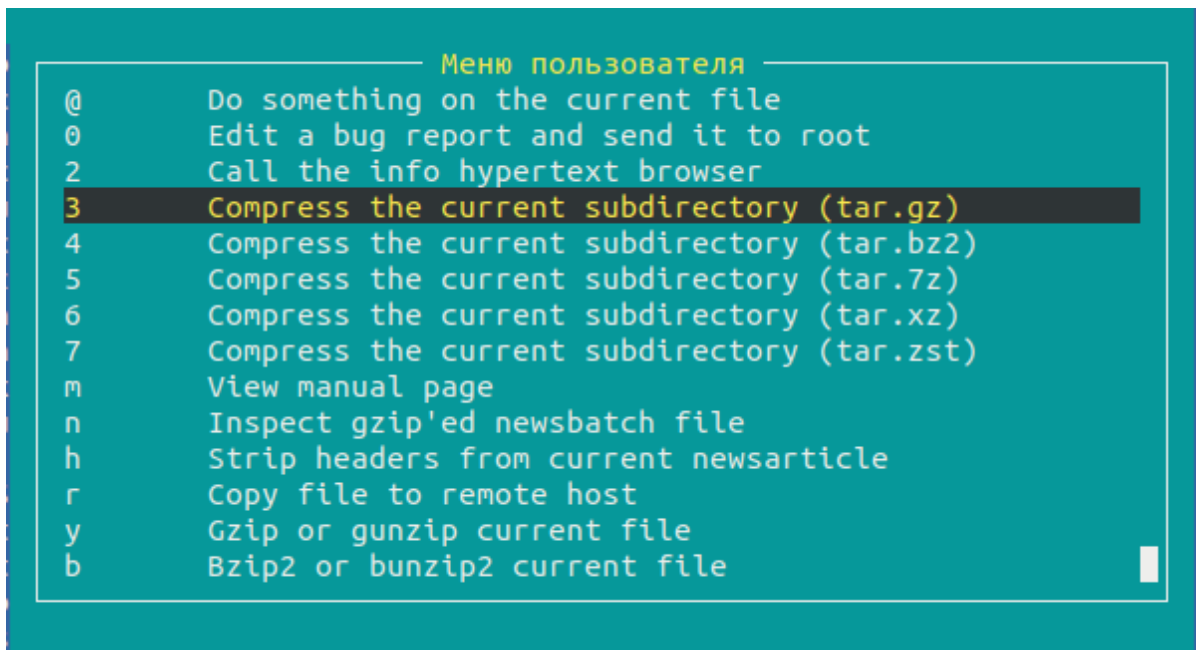 Меню пользователя
@ Do something on the current file
0 Edit a bug report and send it to root
2 Call the info hypertext browser
3 Compress the current subdirectory (tar.gz)
4 Compress the current subdirectory (tar.bz2)
5 Compress the current subdirectory (tar.7z)
6 Compress the current subdirectory (tar.xz)
7 Compress the current subdirectory (tar.zst)
m View manual page
n Inspect gzip'ed newsbatch file
h Strip headers from current newsarticle
r Copy file to remote host
y Gzip or gunzip current file
b Bzip2 or bunzip2 current file